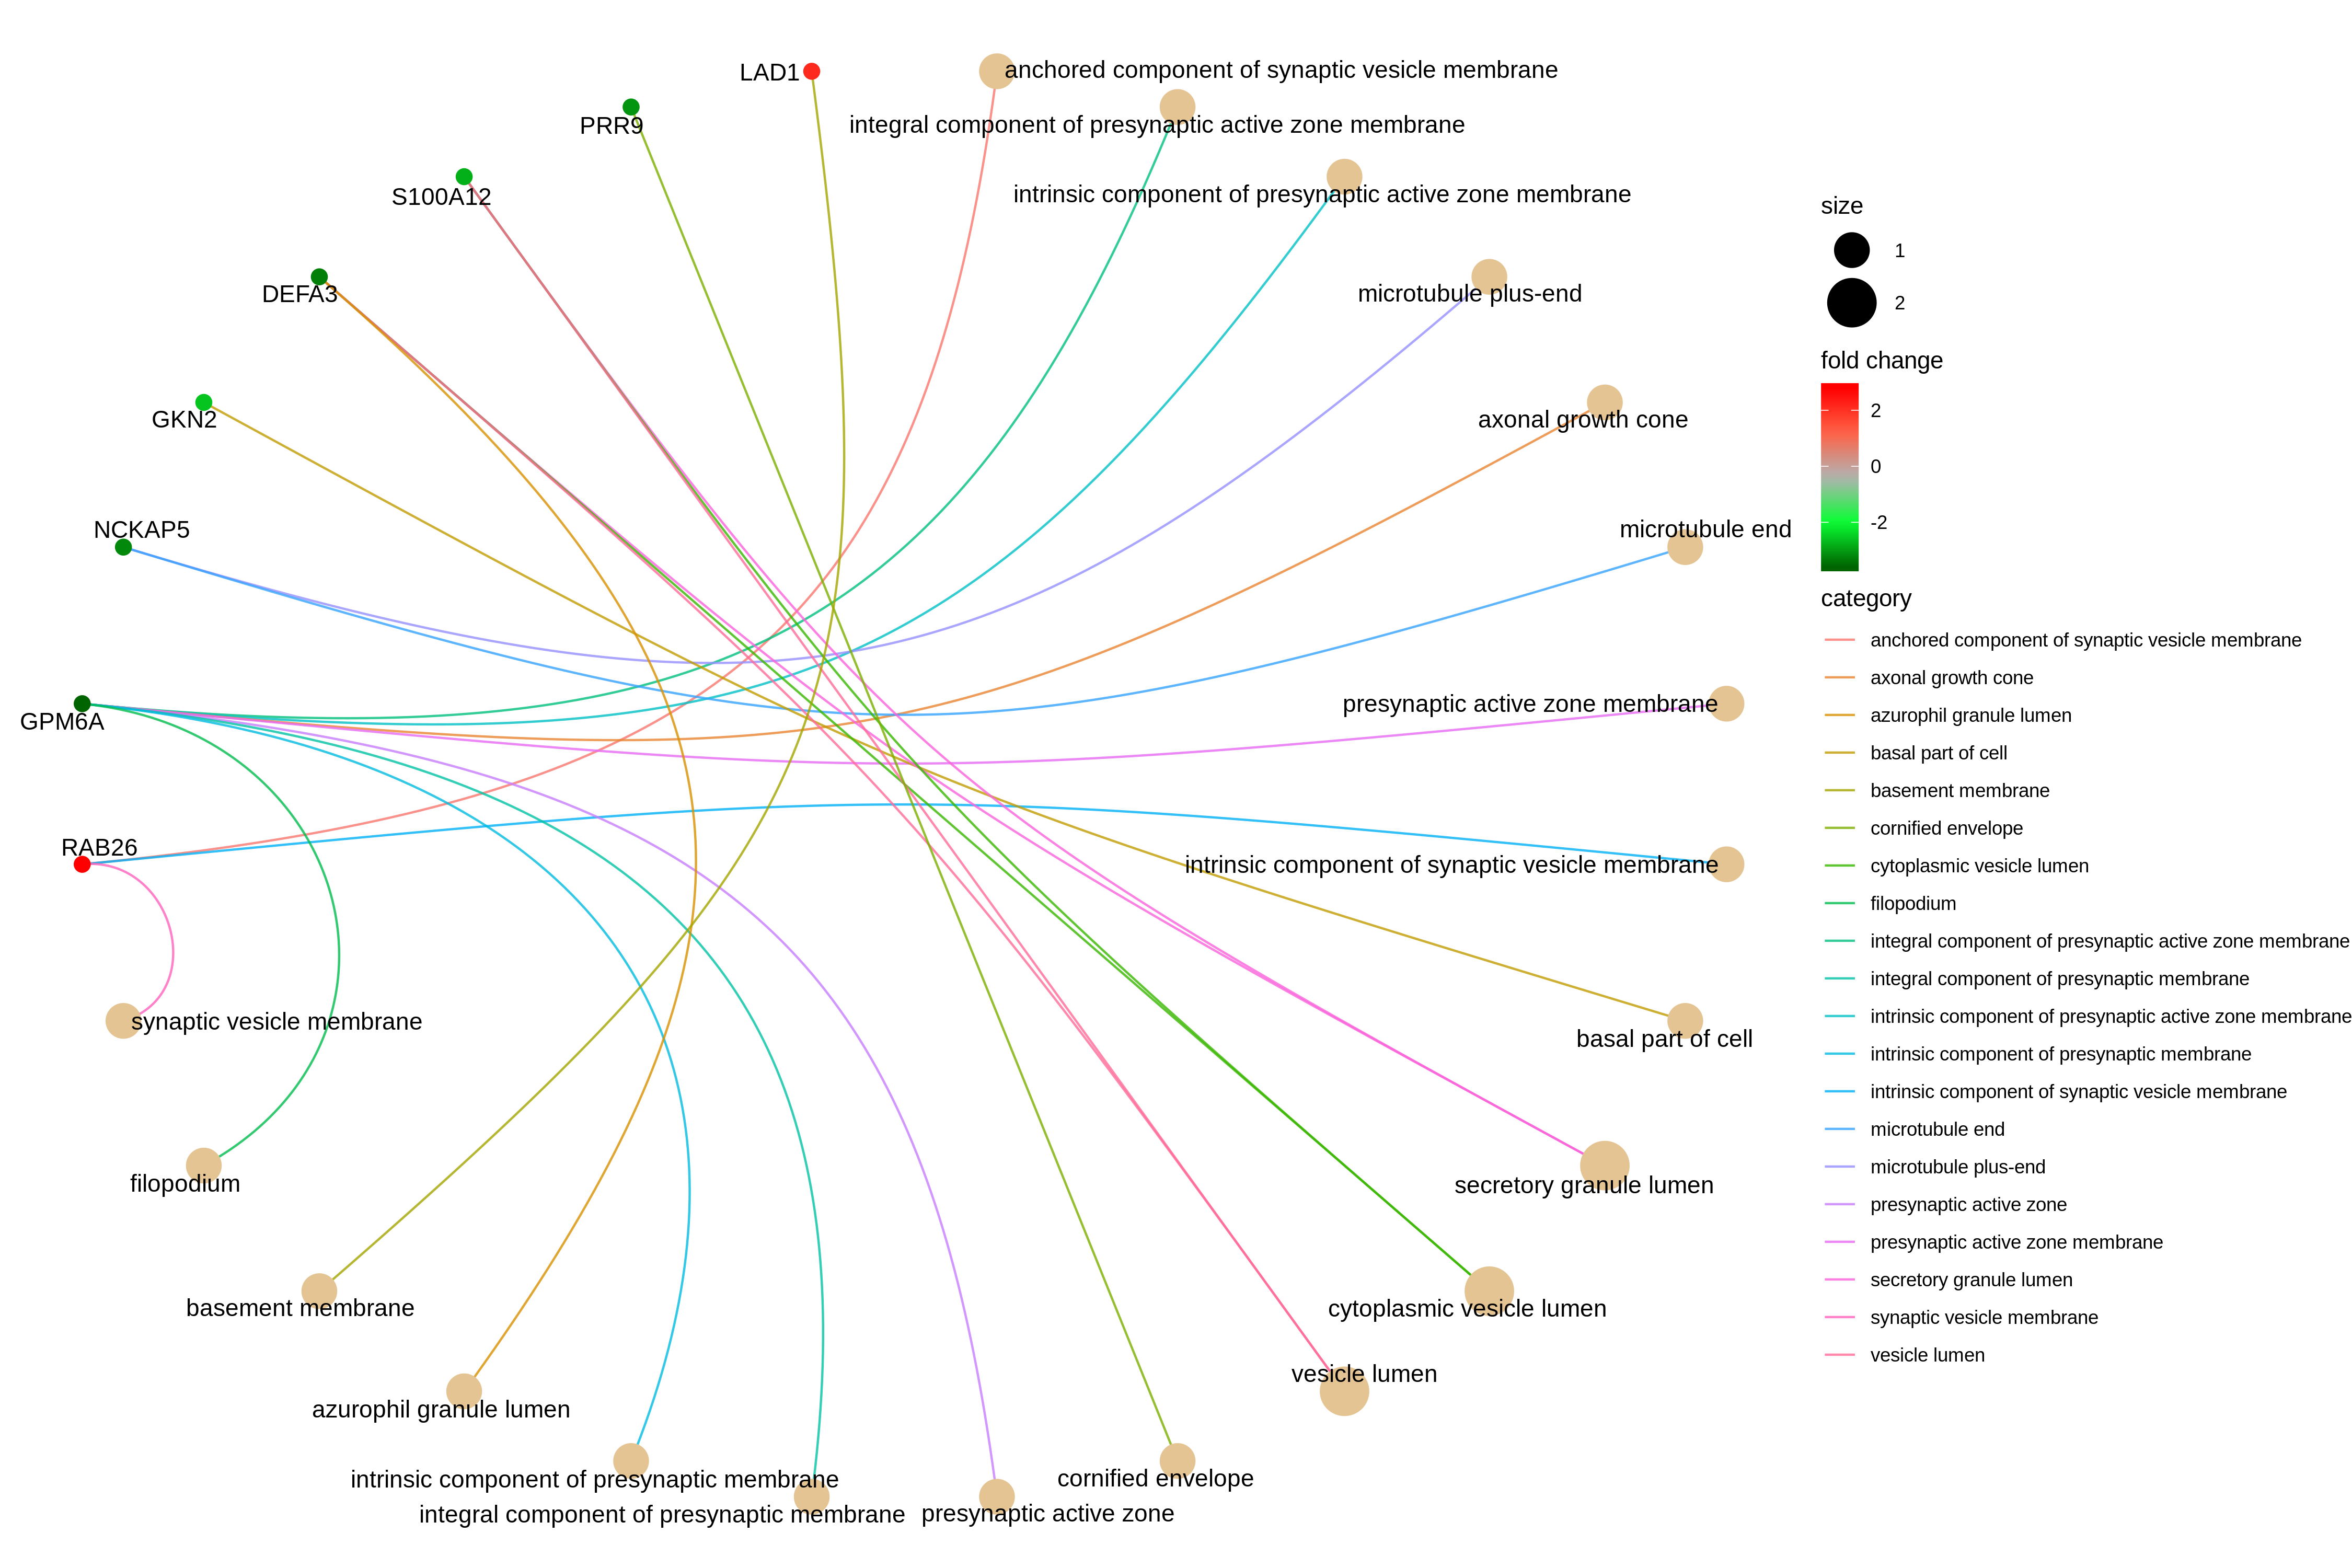 LAD1
anchored component of synaptic vesicle membrane
PRR9
integral component of presynaptic active zone membrane
S100A12
intrinsic component of presynaptic active zone membrane
DEFA3
microtubule plus-end
GKN2
axonal growth cone
NCKAP5
microtubule end
GPM6A
presynaptic active zone membrane
RAB26
intrinsic component of synaptic vesicle membrane
synaptic vesicle membrane
basal part of cell
filopodium
secretory granule lumen
basement membrane
cytoplasmic vesicle lumen
vesicle lumen
azurophil granule lumen
intrinsic component of presynaptic membrane
cornified envelope
integral component of presynaptic membrane
presynaptic active zone
size
1
2
fold change
2
0
-2
category
anchored component of synaptic vesicle membrane
axonal growth cone
azurophil granule lumen
basal part of cell
basement membrane
cornified envelope
cytoplasmic vesicle lumen
filopodium
integral component of presynaptic active zone membrane
integral component of presynaptic membrane
intrinsic component of presynaptic active zone membrane
intrinsic component of presynaptic membrane
intrinsic component of synaptic vesicle membrane
microtubule end
microtubule plus-end
presynaptic active zone
presynaptic active zone membrane
secretory granule lumen
synaptic vesicle membrane
vesicle lumen